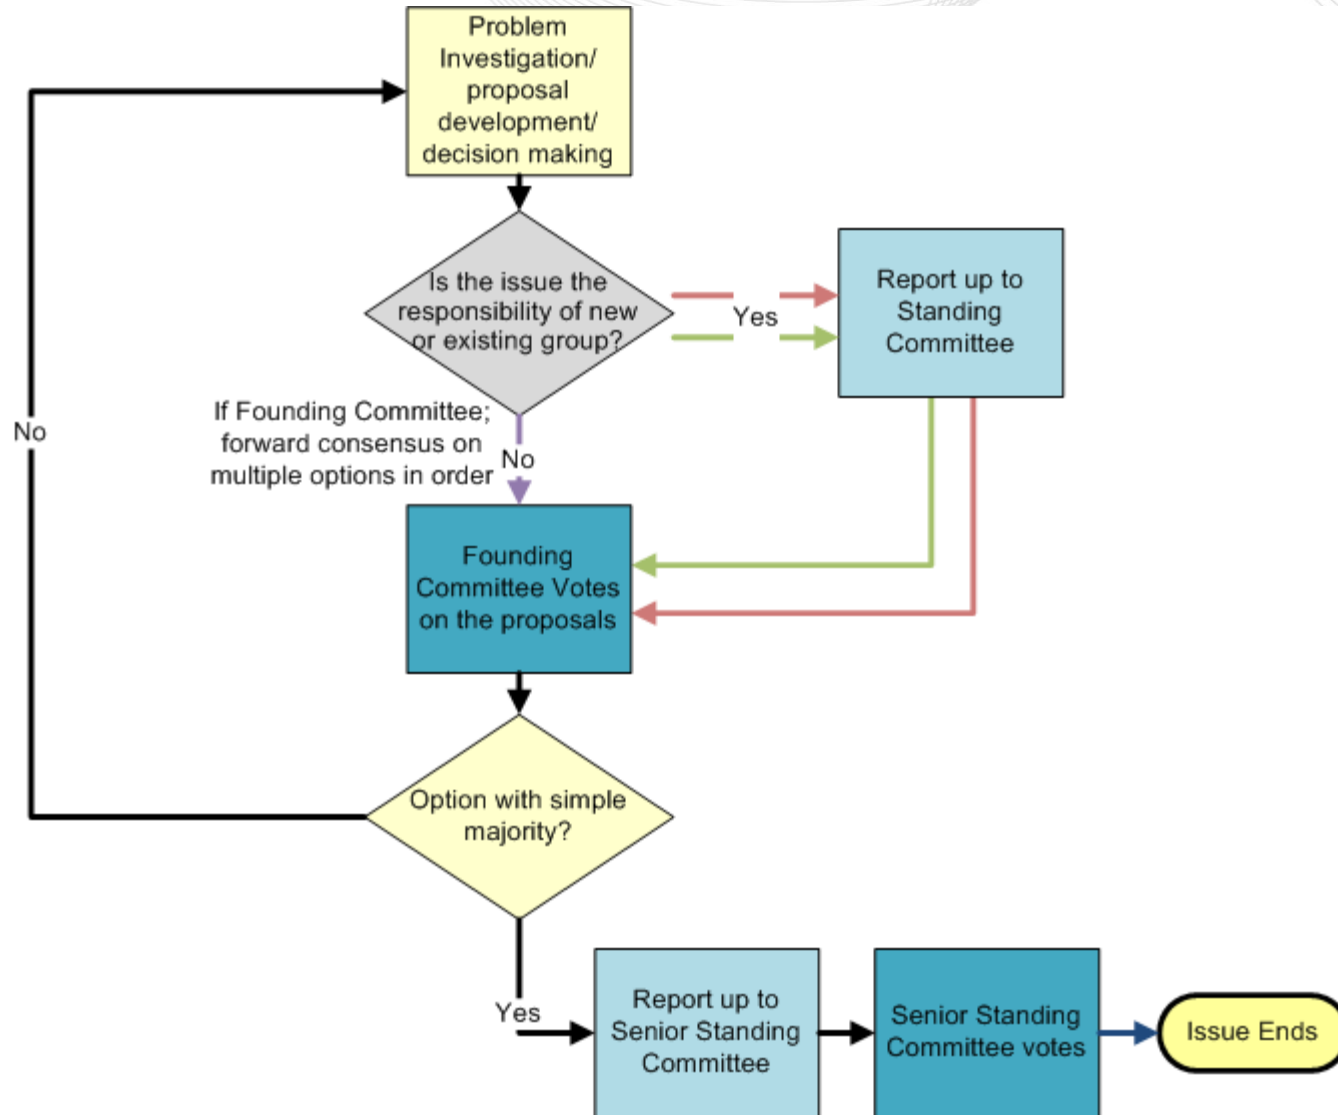 Problem
Investigation/
proposal
development/
decision making
Is the issue the
responsibility of new
or existing group?
Yes
Report up to
Standing
Committee
If Founding Committee;
forward consensus on
multiple options in order
No
No
Founding
Committee Votes
on the proposals
Option with simple
majority?
Yes
Report up to
Senior Standing
Committee
Senior Standing
Committee votes
Issue Ends